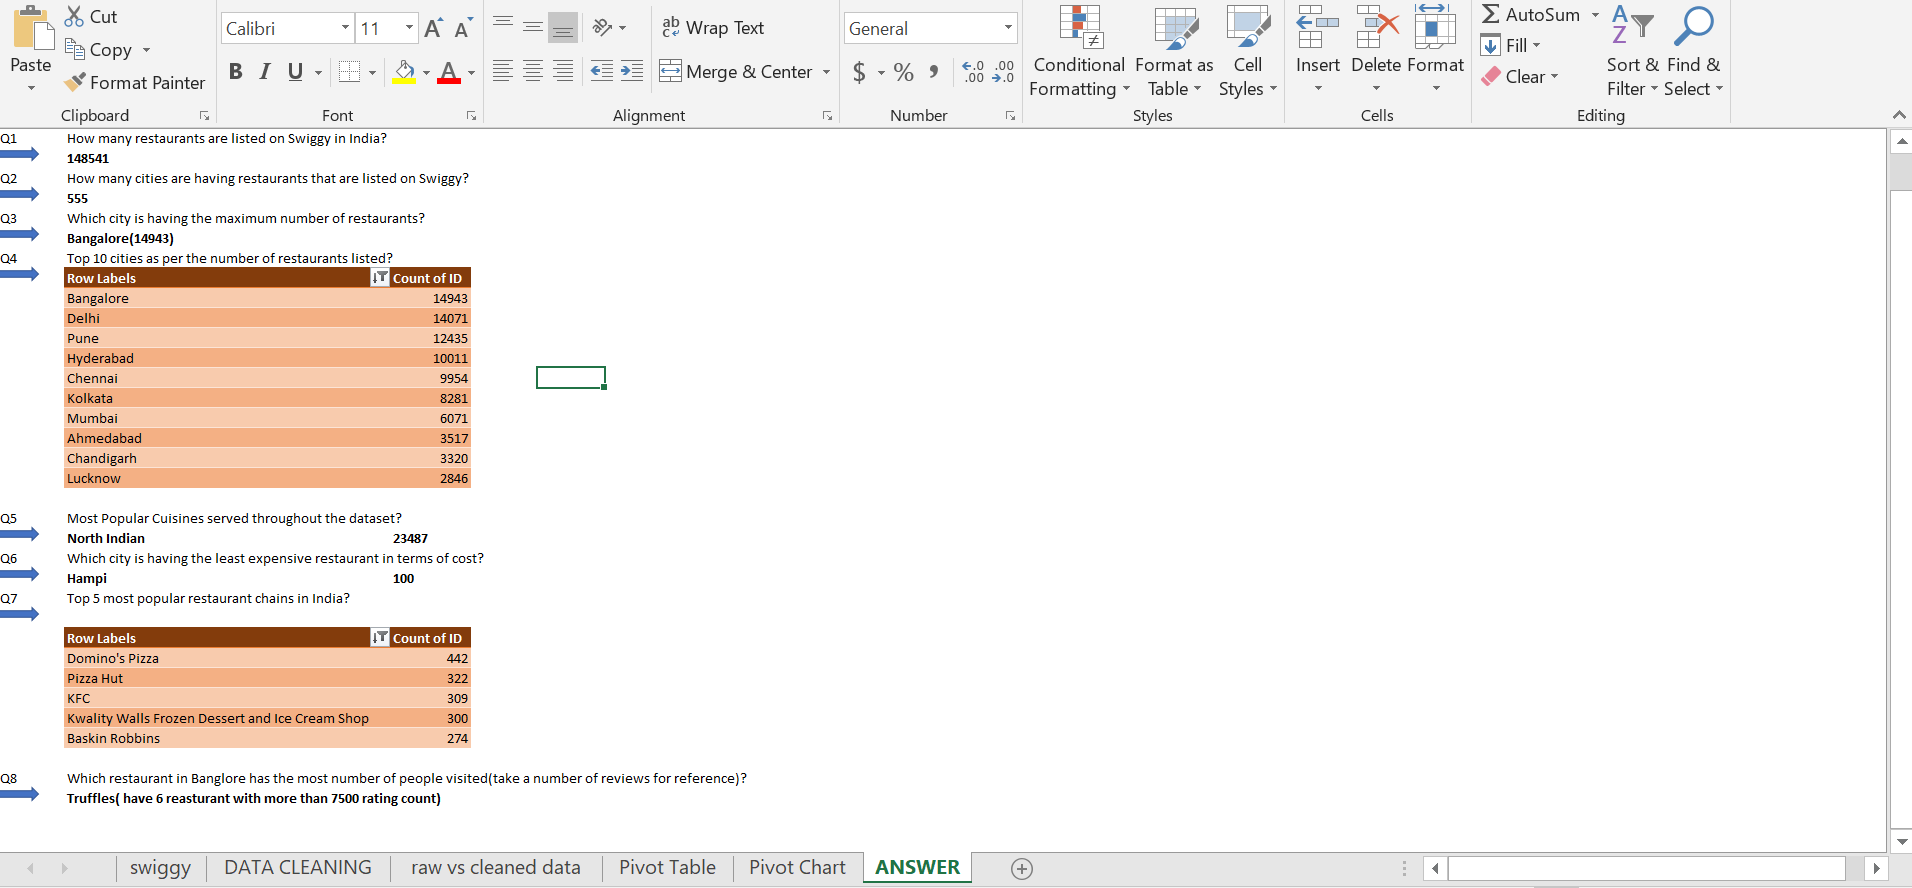 Cut
Copy
Format Painter
Paste
Clipboard
Calibri 11 A A
B I U A
Font
ab Wrap Text
Merge & Center
Alignment
General
$ % , .0 .00 .00 .0
Number
Conditional Formatting
Format as Table
Cell Styles
Styles
Insert Delete Format
Cells
AutoSum
Fill
Clear
Sort & Filter
Find & Select
Editing
Q1 How many restaurants are listed on Swiggy in India?
148541
Q2 How many cities are having restaurants that are listed on Swiggy?
555
Q3 Which city is having the maximum number of restaurants?
Bangalore(14943)
Q4 Top 10 cities as per the number of restaurants listed?
Row Labels Count of ID
Bangalore 14943
Delhi 14071
Pune 12435
Hyderabad 10011
Chennai 9954
Kolkata 8281
Mumbai 6071
Ahmedabad 3517
Chandigarh 3320
Lucknow 2846
Q5 Most Popular Cuisines served throughout the dataset?
North Indian 23487
Q6 Which city is having the least expensive restaurant in terms of cost?
Hampi 100
Q7 Top 5 most popular restaurant chains in India?
Row Labels Count of ID
Domino's Pizza 442
Pizza Hut 322
KFC 309
Kwality Walls Frozen Dessert and Ice Cream Shop 300
Baskin Robbins 274
Q8 Which restaurant in Banglore has the most number of people visited(take a number of reviews for reference)?
Truffles( have 6 reasturant with more than 7500 rating count)
swiggy DATA CLEANING raw vs cleaned data Pivot Table Pivot Chart ANSWER